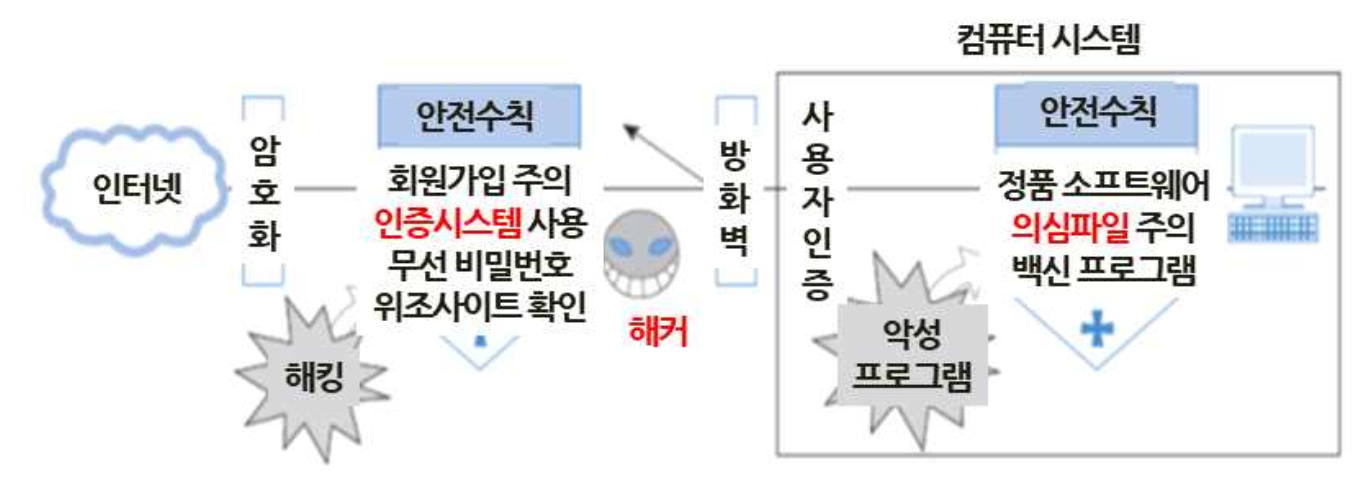 컴퓨터 시스템
인터넷
암호화
안전수칙
회원가입 주의
인증시스템 사용
무선 비밀번호
위조사이트 확인
해킹
해커
방화벽
사용자인증
안전수칙
정품 소프트웨어
의심파일 주의
백신 프로그램
악성
프로그램